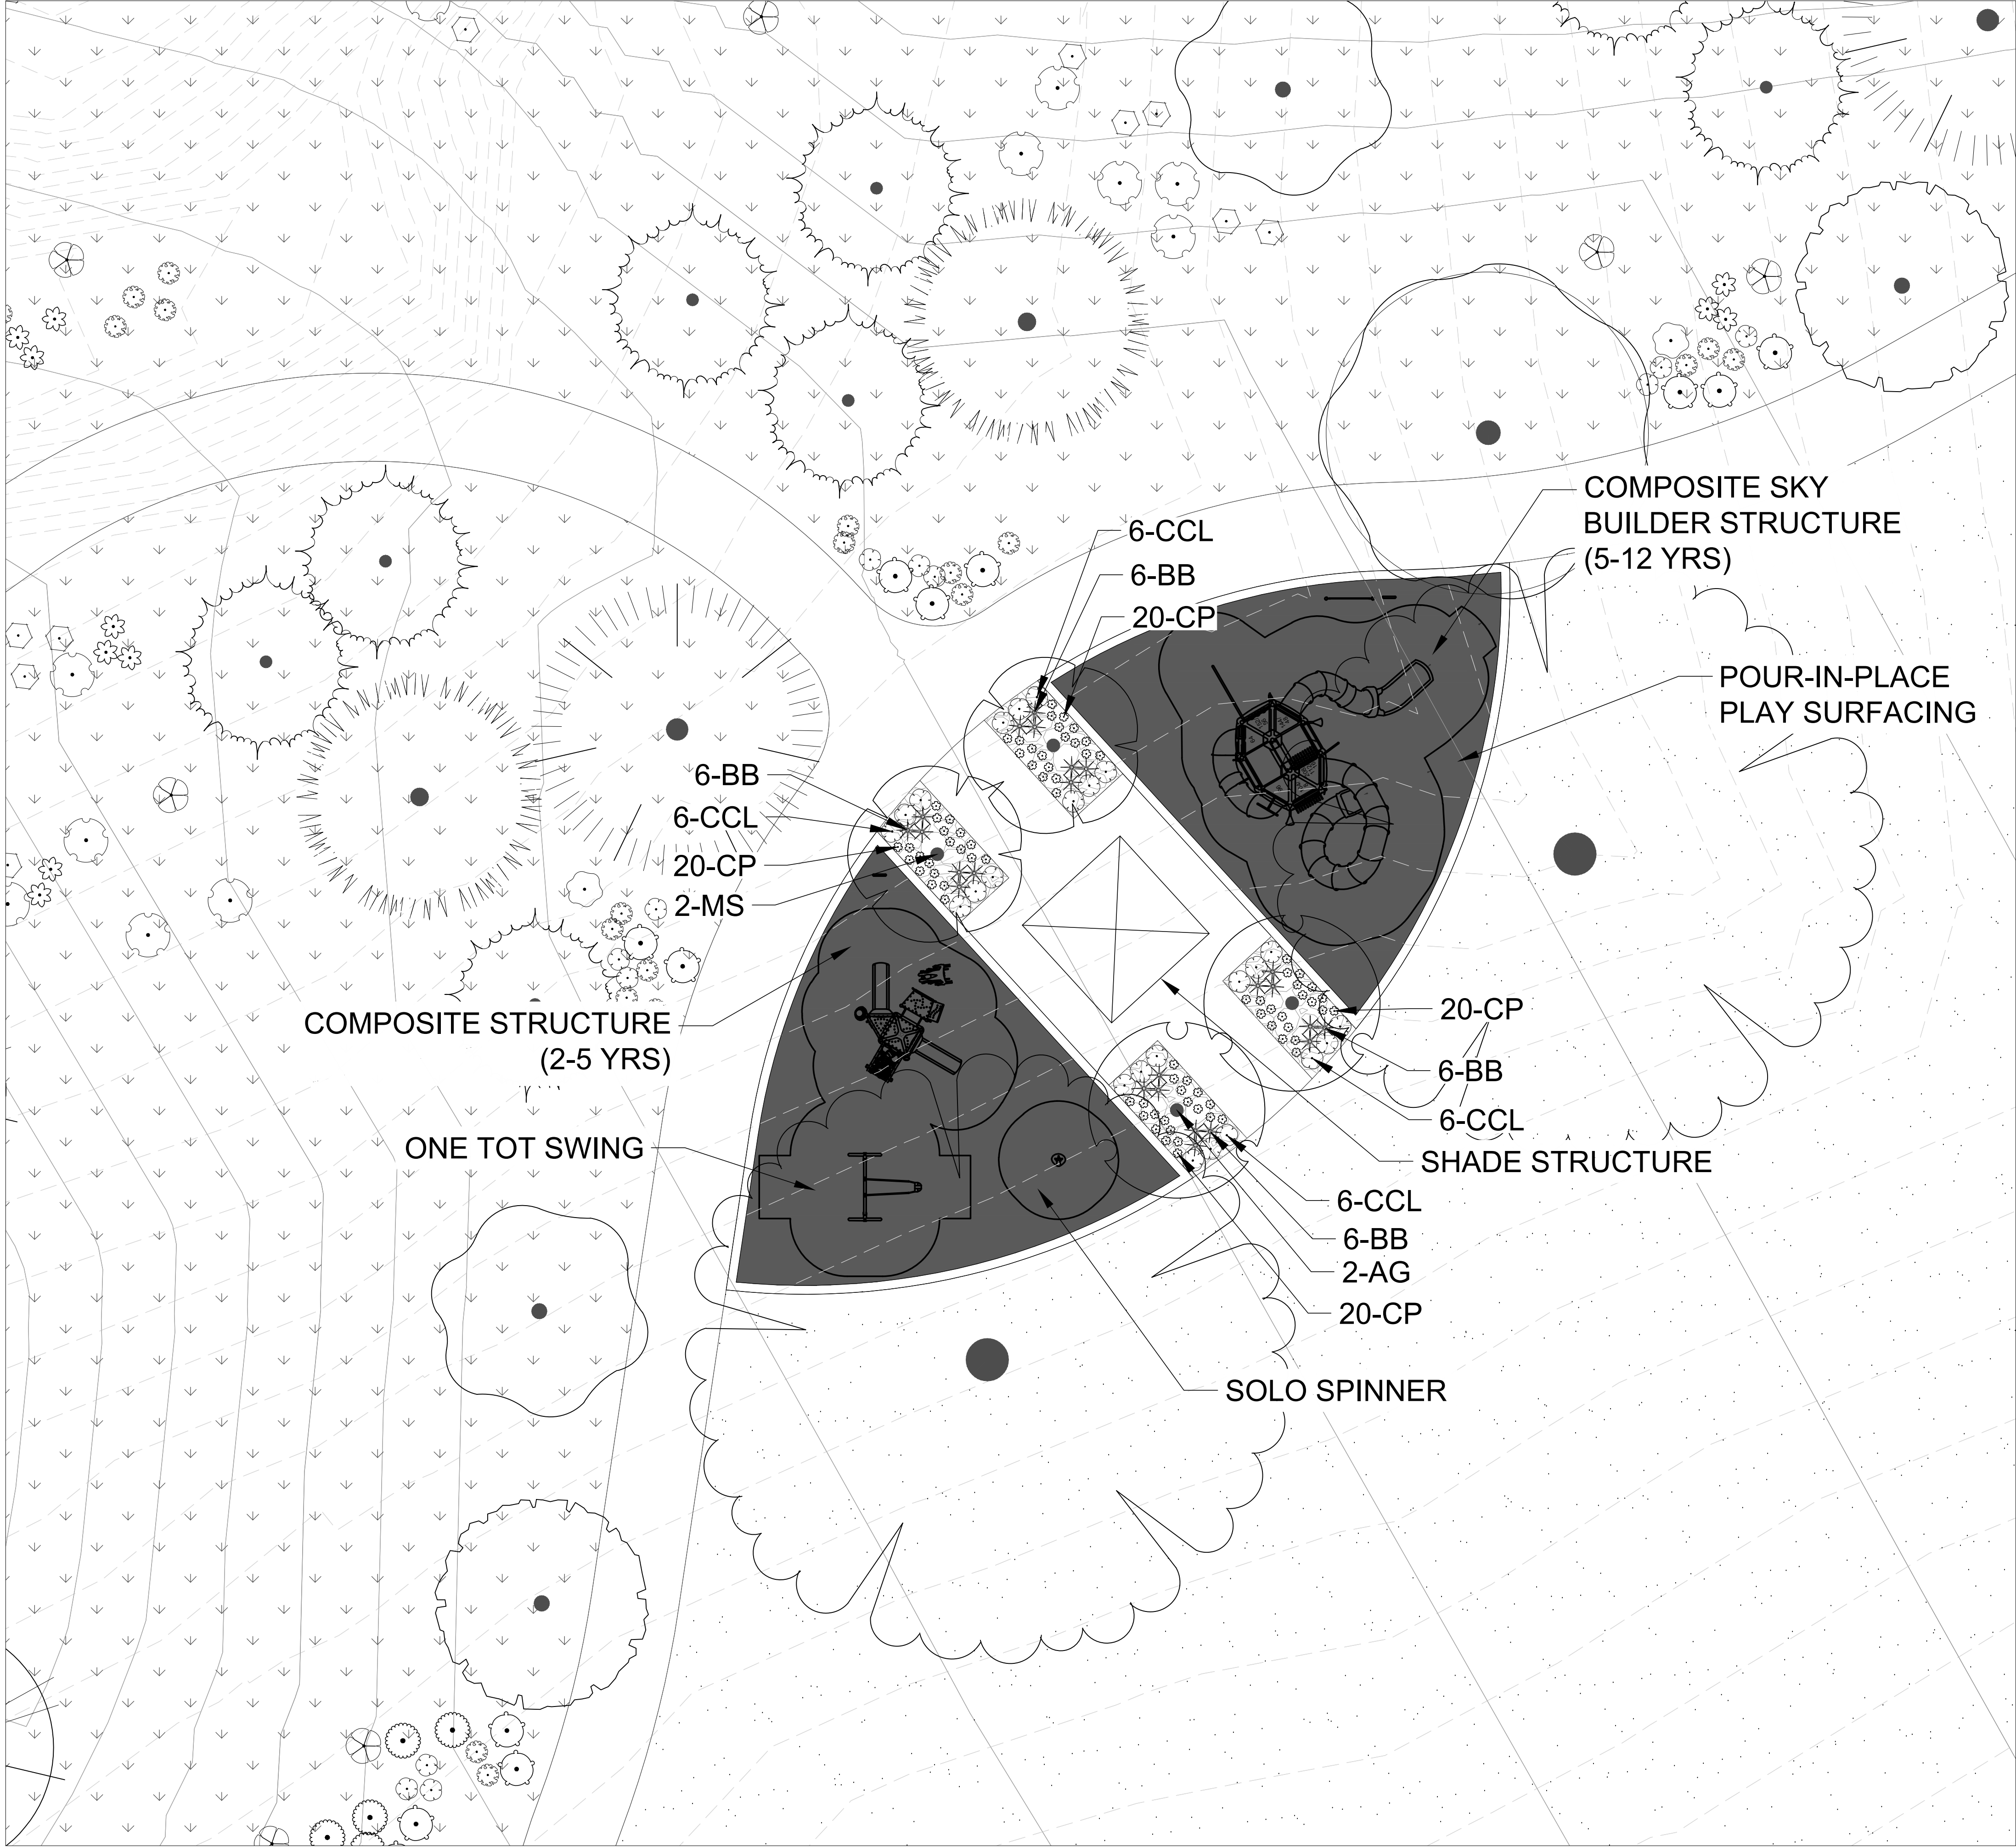 COMPOSITE SKY
BUILDER STRUCTURE
(5-12 YRS)
6-CCL
6-BB
20-CP
POUR-IN-PLACE
PLAY SURFACING
6-BB
6-CCL
20-CP
2-MS
COMPOSITE STRUCTURE
(2-5 YRS)
20-CP
6-BB
6-CCL
ONE TOT SWING
SHADE STRUCTURE
6-CCL
6-BB
2-AG
20-CP
SOLO SPINNER